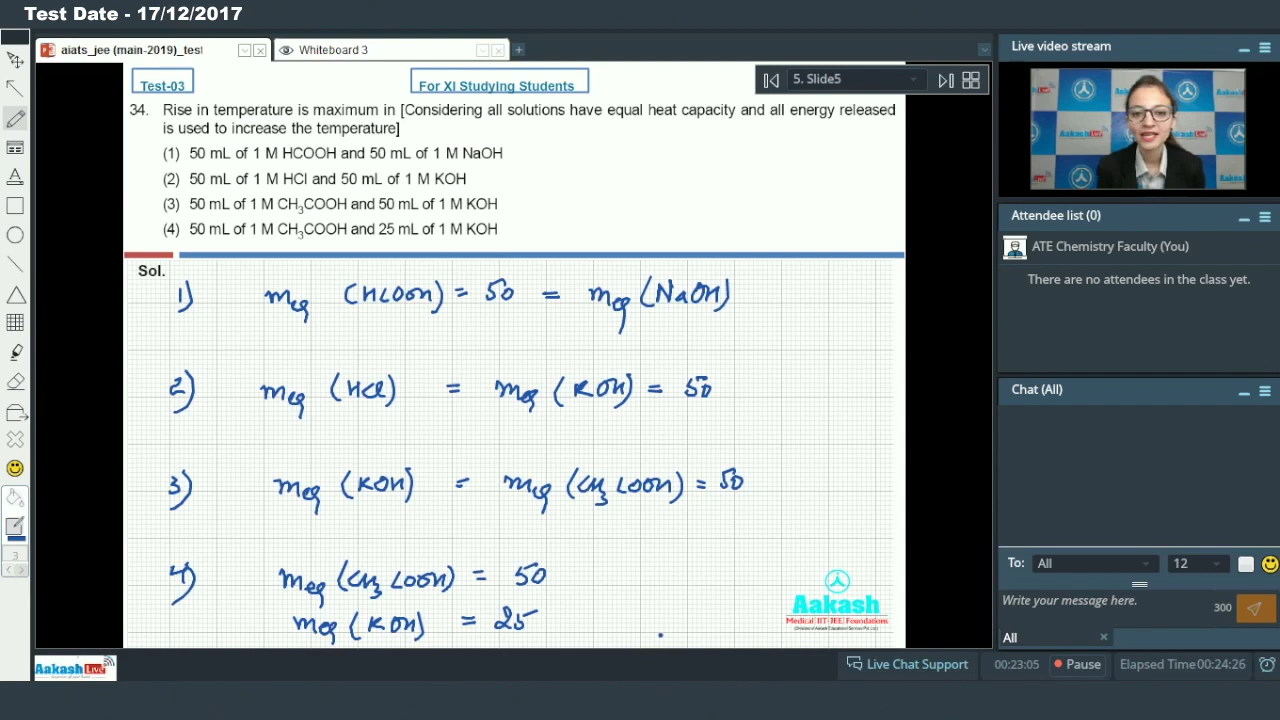 Test Date - 17/12/2017
aiats_jee (main-2019)_test
Whiteboard 3
Live video stream
Test-03
For XI Studying Students
5. Slide5
34. Rise in temperature is maximum in [Considering all solutions have equal heat capacity and all energy released
is used to increase the temperature]
(1) 50 mL of 1 M HCOOH and 50 mL of 1 M NaOH
(2) 50 mL of 1 M HCl and 50 mL of 1 M KOH
(3) 50 mL of 1 M CH3COOH and 50 mL of 1 M KOH
(4) 50 mL of 1 M CH3COOH and 25 mL of 1 M KOH
Sol.
1) meq (HCOOH) = 50 = meq (NaOH)
2) meq (HCl) = meq (KOH) = 50
3) meq (KOH) = meq (CH3COOH) = 50
4) meq (CH3COOH) = 50
meq (KOH) = 25
Aakash
Medical|IIT-JEE|Foundations
Attendee list (0)
ATE Chemistry Faculty (You)
There are no attendees in the class yet.
Chat (All)
To: All 12
Write your message here.
300
All
3
AakashLive
Live Chat Support
00:23:05
Pause
Elapsed Time 00:24:26